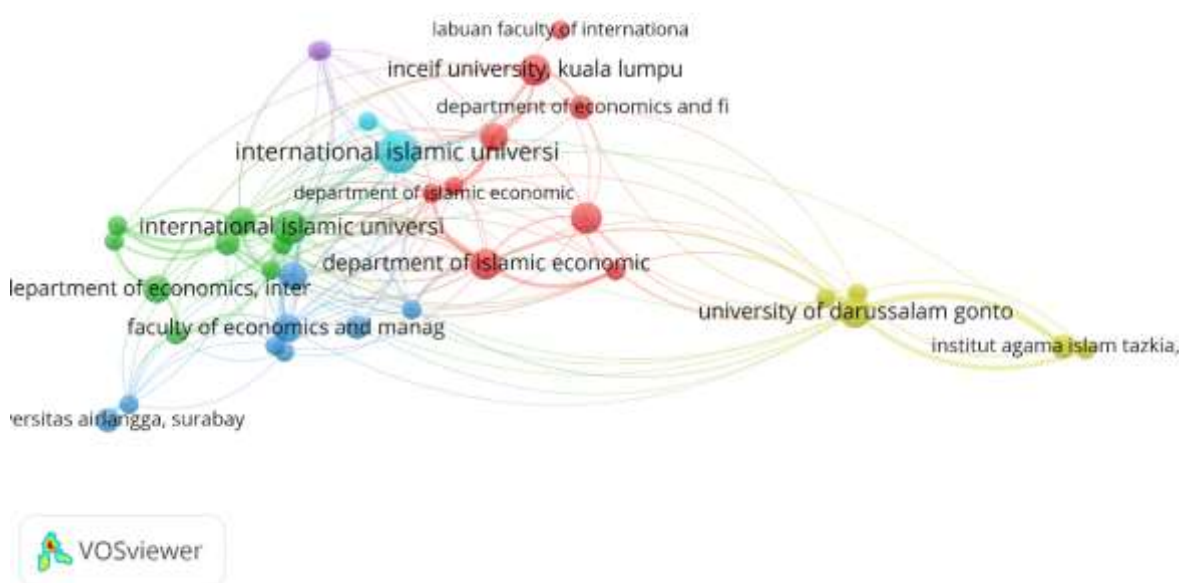 labuan faculty of internationa
inceif university, kuala lumpu
department of economics and fi
international islamic universi
department of islamic economic
international islamic universi
department of islamic economic
department of economics, inter
university of darussalam gonto
faculty of economics and manag
institut agama islam tazkia,
versitas airlangga, surabay
VOSviewer